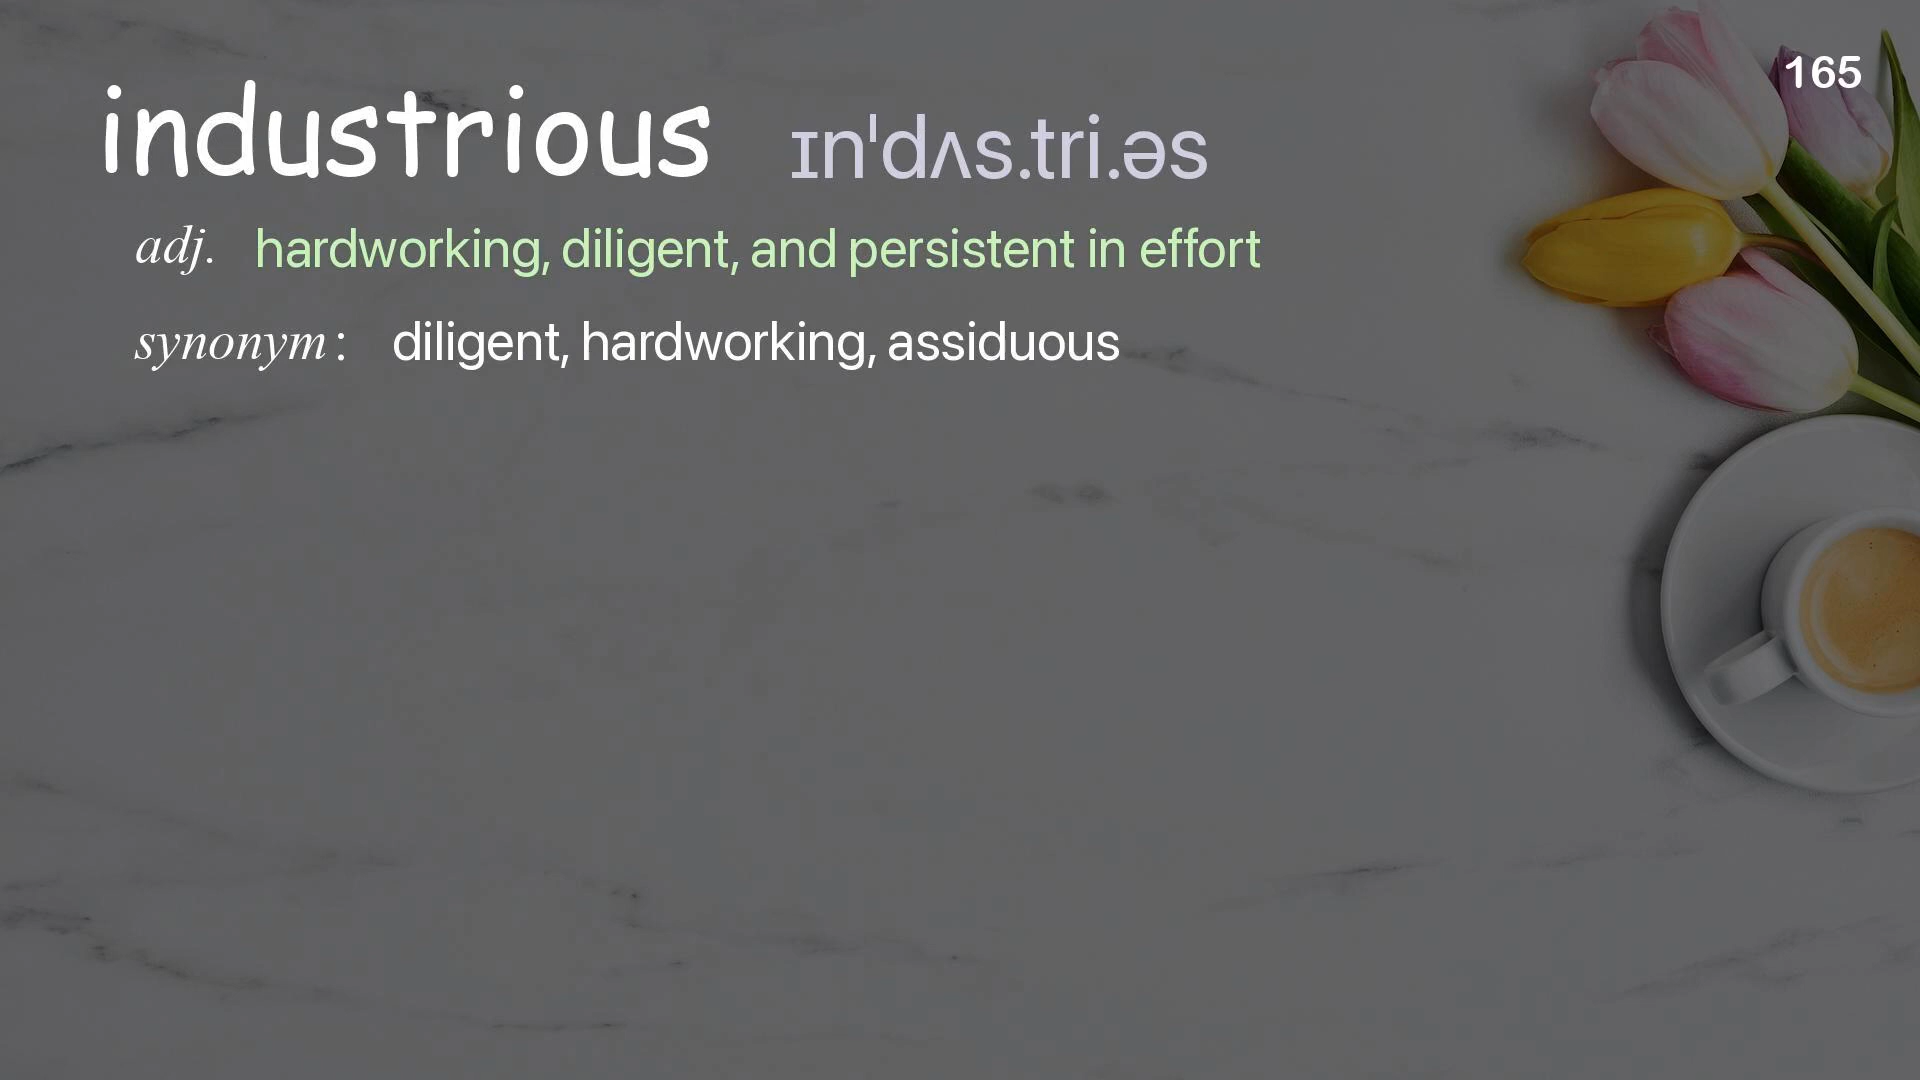 165
industrious ɪnˈdʌs.tri.əs
adj. hardworking, diligent, and persistent in effort
synonym: diligent, hardworking, assiduous